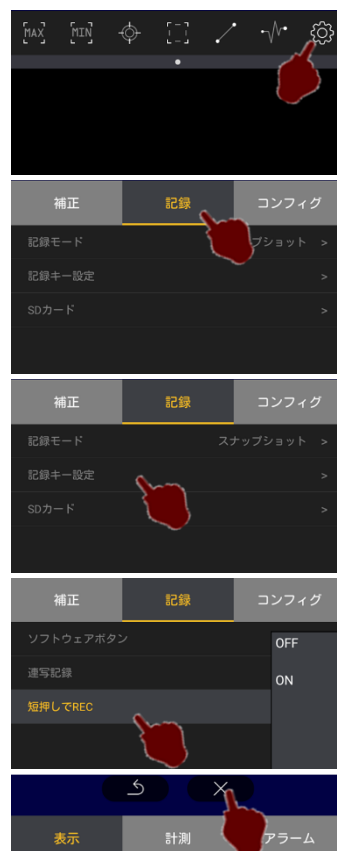 MAX MIN
補正 記録 コンフィグ
記録モード プショット >
記録キー設定 >
SDカード >
補正 記録 コンフィグ
記録モード スナップショット >
記録キー設定 >
SDカード >
補正 記録 コンフィグ
ソフトウェアボタン OFF
連写記録 ON
短押しでREC
表示 計測 アラーム